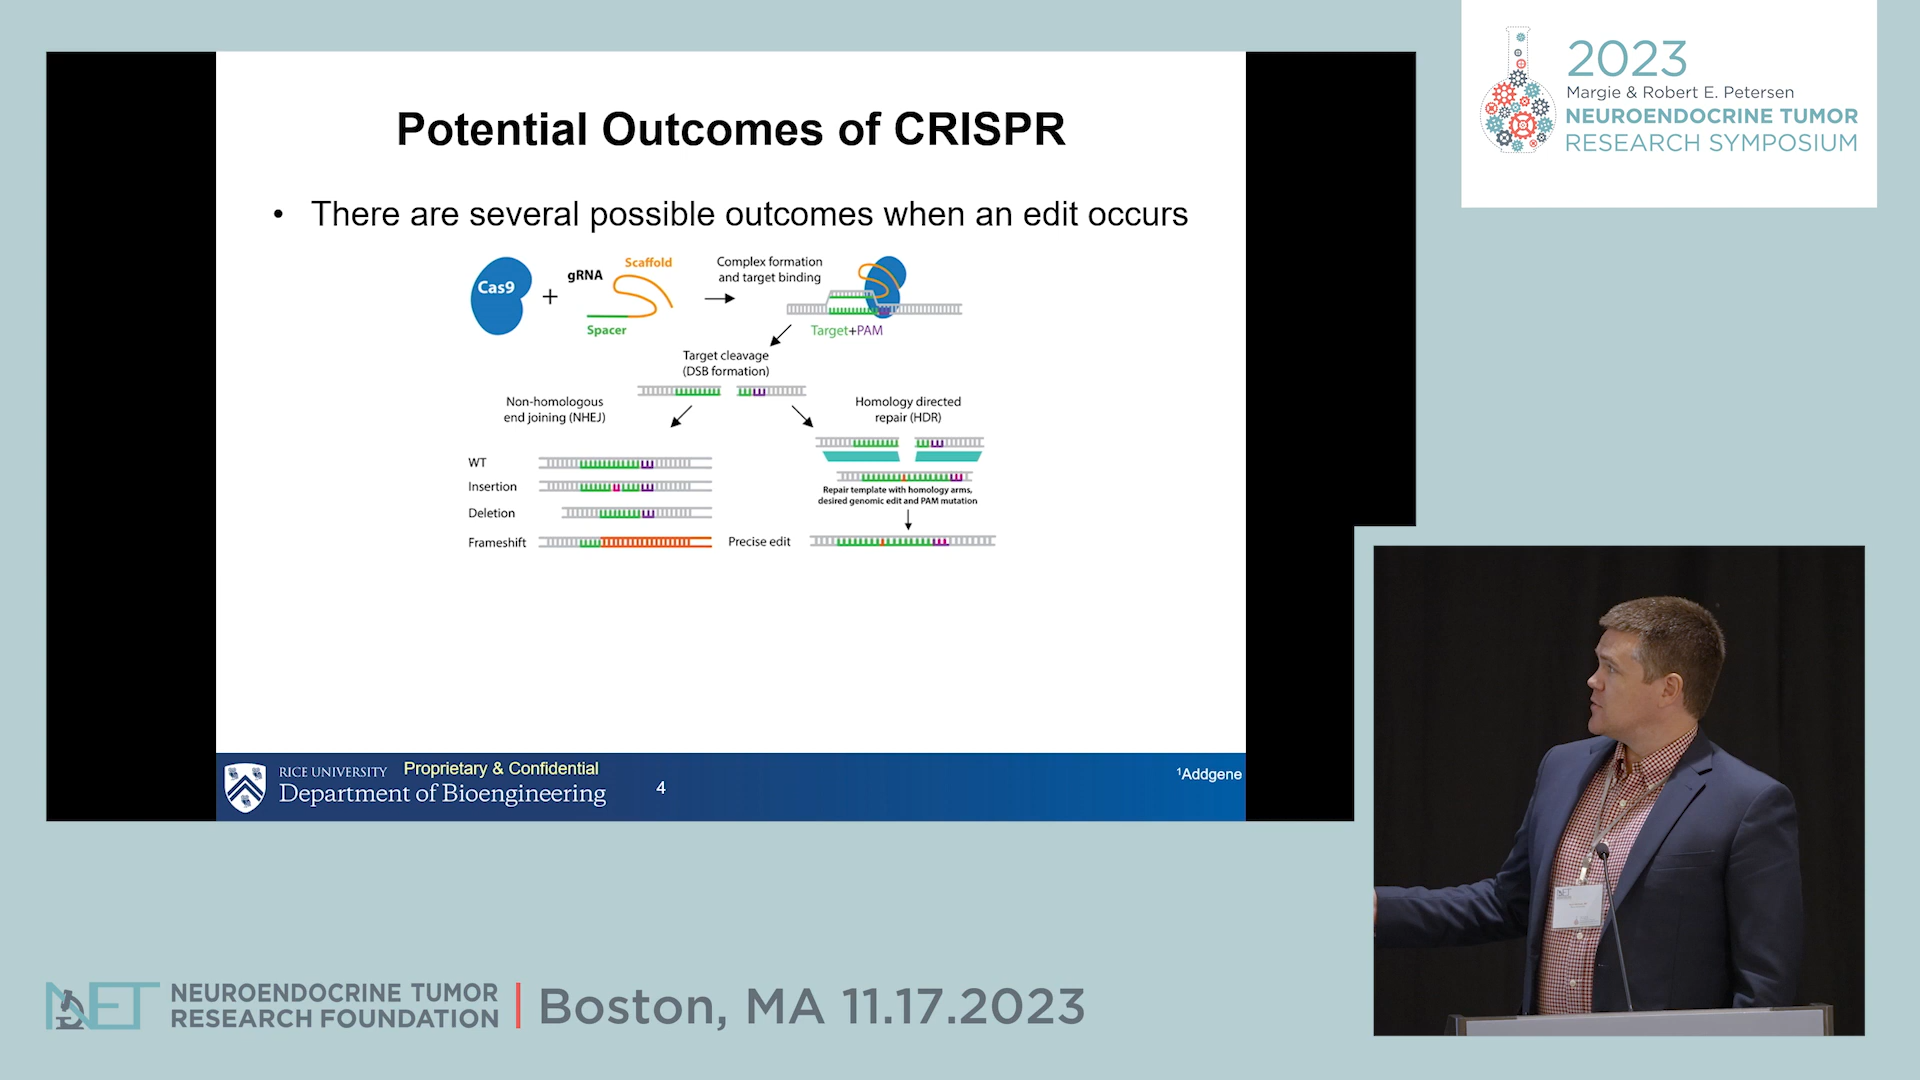 Potential Outcomes of CRISPR
• There are several possible outcomes when an edit occurs
Cas9
+
gRNA
Scaffold
Spacer
Complex formation
and target binding
Target+PAM
Target cleavage
(DSB formation)
Non-homologous
end joining (NHEJ)
Homology directed
repair (HDR)
WT
Insertion
Deletion
Frameshift
Repair template with homology arms,
desired genomic edit and PAM mutation
Precise edit
RICE UNIVERSITY
Proprietary & Confidential
Department of Bioengineering
4
¹Addgene
2023
Margie & Robert E. Petersen
NEUROENDOCRINE TUMOR
RESEARCH SYMPOSIUM
NET
NEUROENDOCRINE TUMOR
RESEARCH FOUNDATION
Boston, MA 11.17.2023